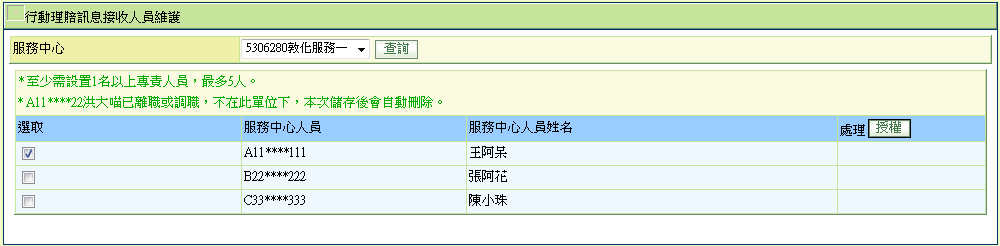 行動理賠訊息接收人員維護
服務中心 5306280敦化服務一 查詢
*至少需設置1名以上專責人員，最多5人。
*A11****22洪大喵已離職或調職，不在此單位下，本次儲存後會自動刪除。
選取 服務中心人員 服務中心人員姓名 處理 授權
A11****111 王阿呆
B22****222 張阿花
C33****333 陳小珠